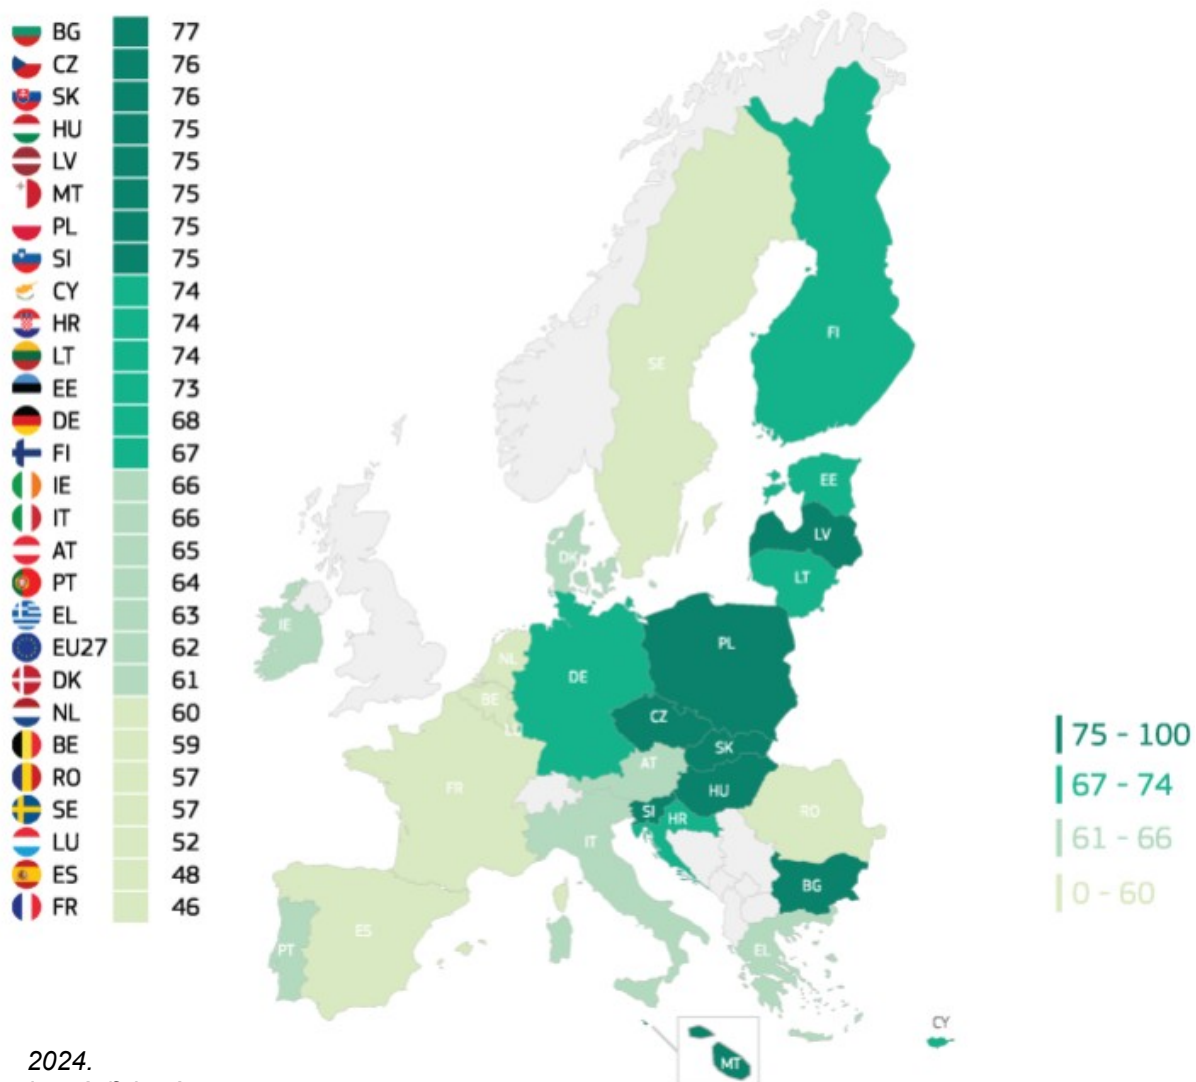 BG 77
CZ 76
SK 76
HU 75
LV 75
MT 75
PL 75
SI 75
CY 74
HR 74
LT 74
EE 73
DE 68
FI 67
IE 66
IT 66
AT 65
PT 64
EL 63
EU27 62
DK 61
NL 60
BE 59
RO 57
SE 57
LU 52
ES 48
FR 46
FI
SE
EE
LV
DK
LT
IE
PL
NL
DE
BE
CZ
LU
SK
AT
FR
HU
SI
RO
HR
IT
BG
ES
PT
EL
CY
MT
75 - 100
67 - 74
61 - 66
0 - 60
2024.